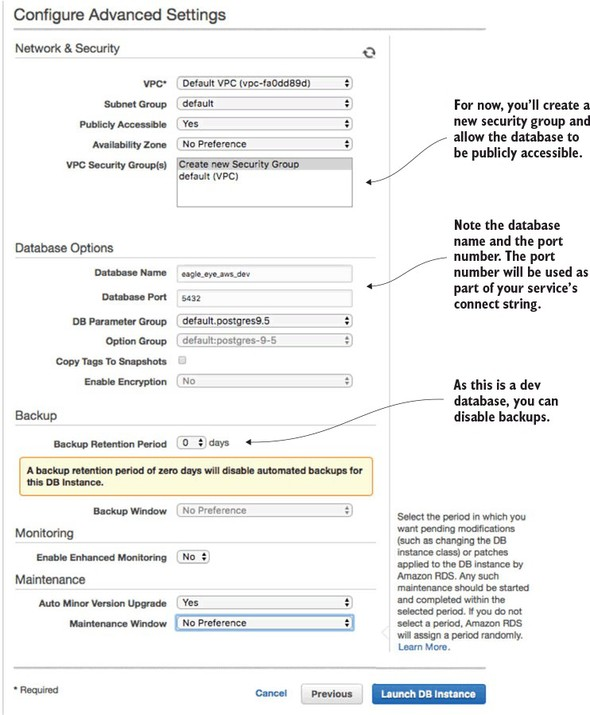 Configure Advanced Settings
Network & Security
VPC* Default VPC (vpc-fa0dd89d)
Subnet Group default
Publicly Accessible Yes
Availability Zone No Preference
VPC Security Group(s) Create new Security Group
default (VPC)
For now, you'll create a
new security group and
allow the database to
be publicly accessible.
Database Options
Database Name eagle_eye_aws_dev
Database Port 5432
DB Parameter Group default.postgres9.5
Option Group default:postgres-9-5
Copy Tags To Snapshots
Enable Encryption No
Note the database
name and the port
number. The port
number will be used as
part of your service's
connect string.
Backup
Backup Retention Period 0 days
As this is a dev
database, you can
disable backups.
A backup retention period of zero days will disable automated backups for
this DB Instance.
Backup Window No Preference
Monitoring
Enable Enhanced Monitoring No
Maintenance
Auto Minor Version Upgrade Yes
Maintenance Window No Preference
Select the period in which you
want pending modifications
(such as changing the DB
instance class) or patches
applied to the DB instance by
Amazon RDS. Any such
maintenance should be started
and completed within the
selected period. If you do not
select a period, Amazon RDS
will assign a period randomly.
Learn More.
* Required
Cancel Previous Launch DB Instance